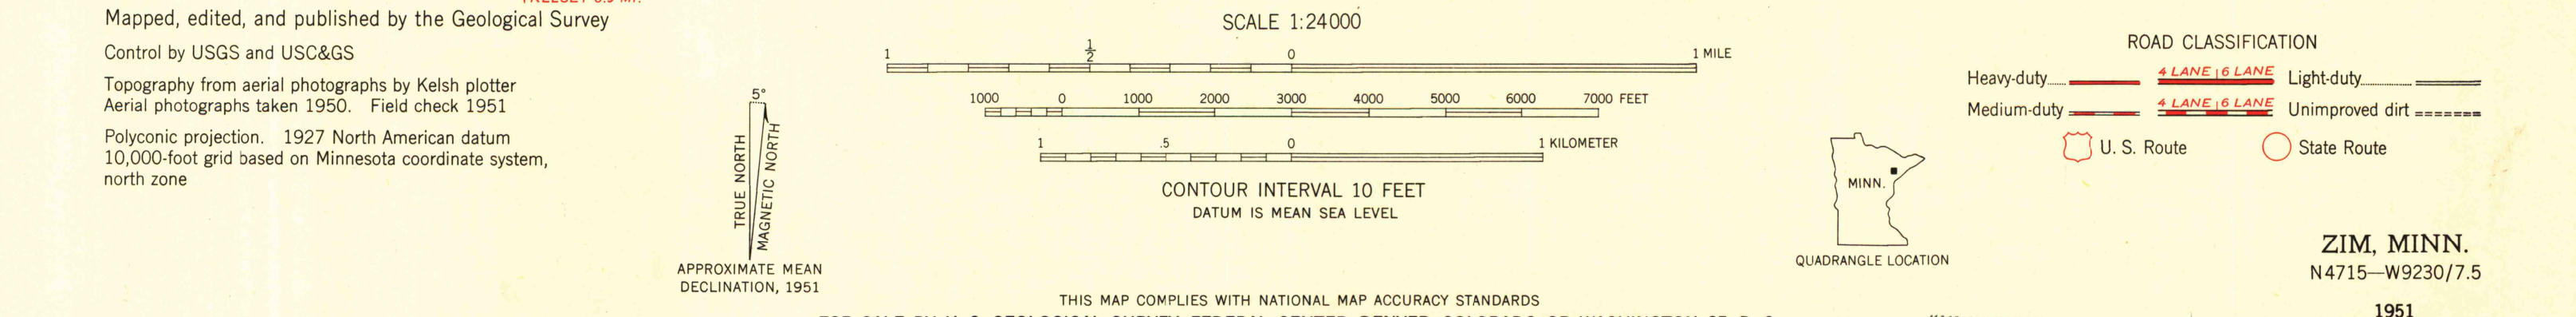 Mapped, edited, and published by the Geological Survey
Control by USGS and USC&GS
Topography from aerial photographs by Kelsh plotter
Aerial photographs taken 1950. Field check 1951
Polyconic projection. 1927 North American datum
10,000-foot grid based on Minnesota coordinate system,
north zone
5°
TRUE NORTH
MAGNETIC NORTH
APPROXIMATE MEAN
DECLINATION, 1951
SCALE 1:24000
1 1/2 0 1 MILE
1000 0 1000 2000 3000 4000 5000 6000 7000 FEET
1 .5 0 1 KILOMETER
CONTOUR INTERVAL 10 FEET
DATUM IS MEAN SEA LEVEL
THIS MAP COMPLIES WITH NATIONAL MAP ACCURACY STANDARDS
MINN.
QUADRANGLE LOCATION
ROAD CLASSIFICATION
Heavy-duty 4 LANE 6 LANE Light-duty
Medium-duty 4 LANE 6 LANE Unimproved dirt
U. S. Route State Route
ZIM, MINN.
N4715—W9230/7.5
1951